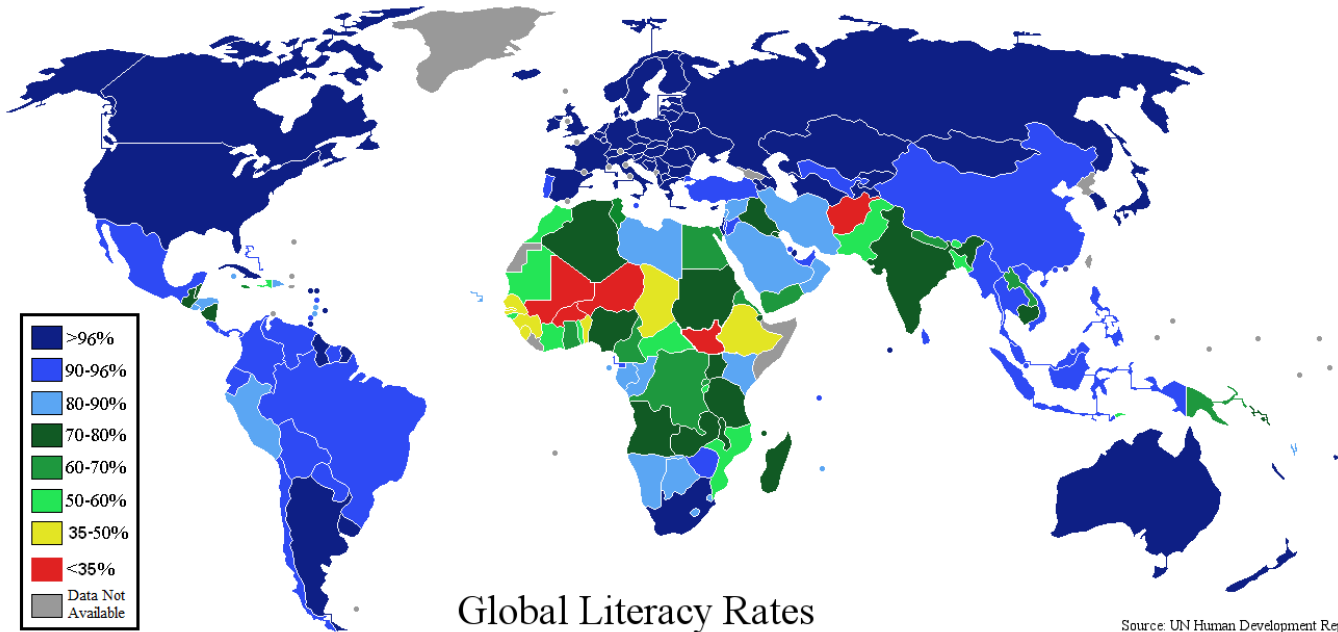 >96%
90-96%
80-90%
70-80%
60-70%
50-60%
35-50%
<35%
Data Not
Available
Global Literacy Rates
Source: UN Human Development Re